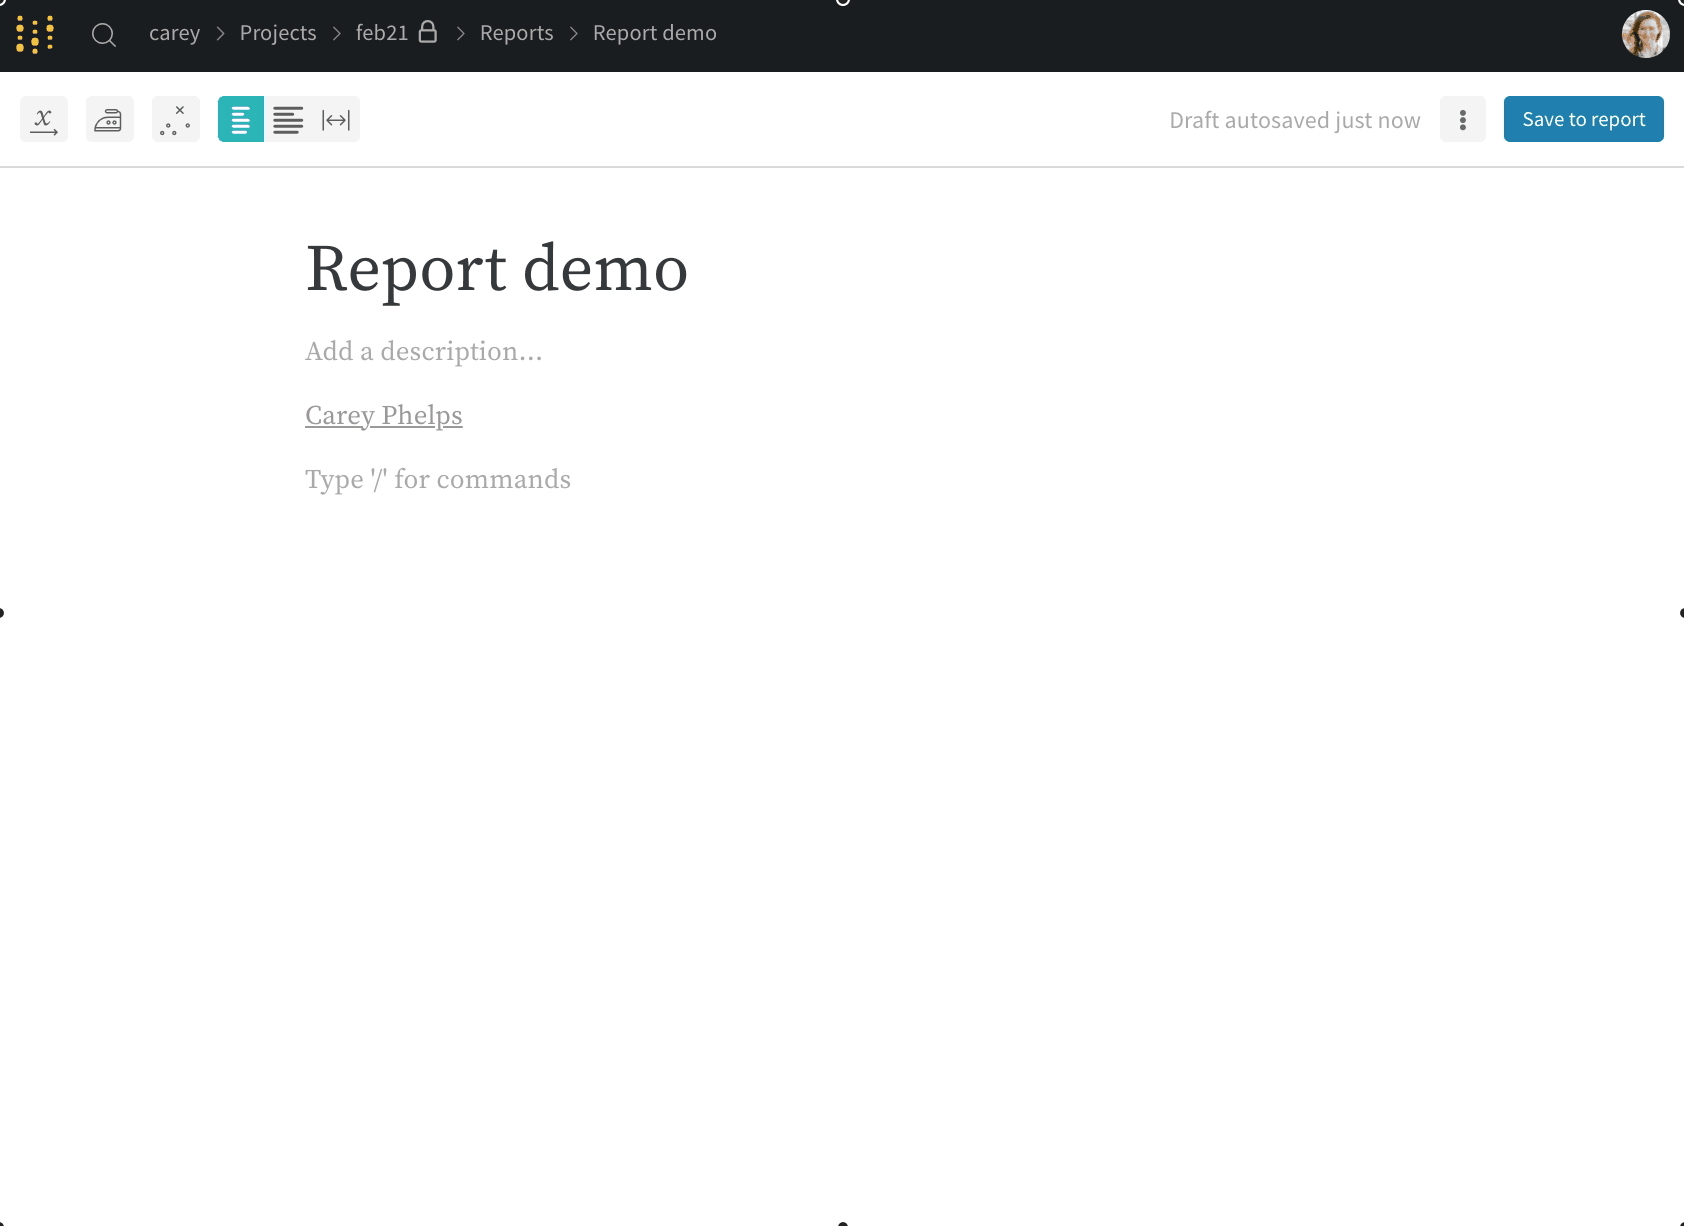 carey > Projects > feb21 > Reports > Report demo
x
Draft autosaved just now
Save to report
Report demo
Add a description...
Carey Phelps
Type '/' for commands